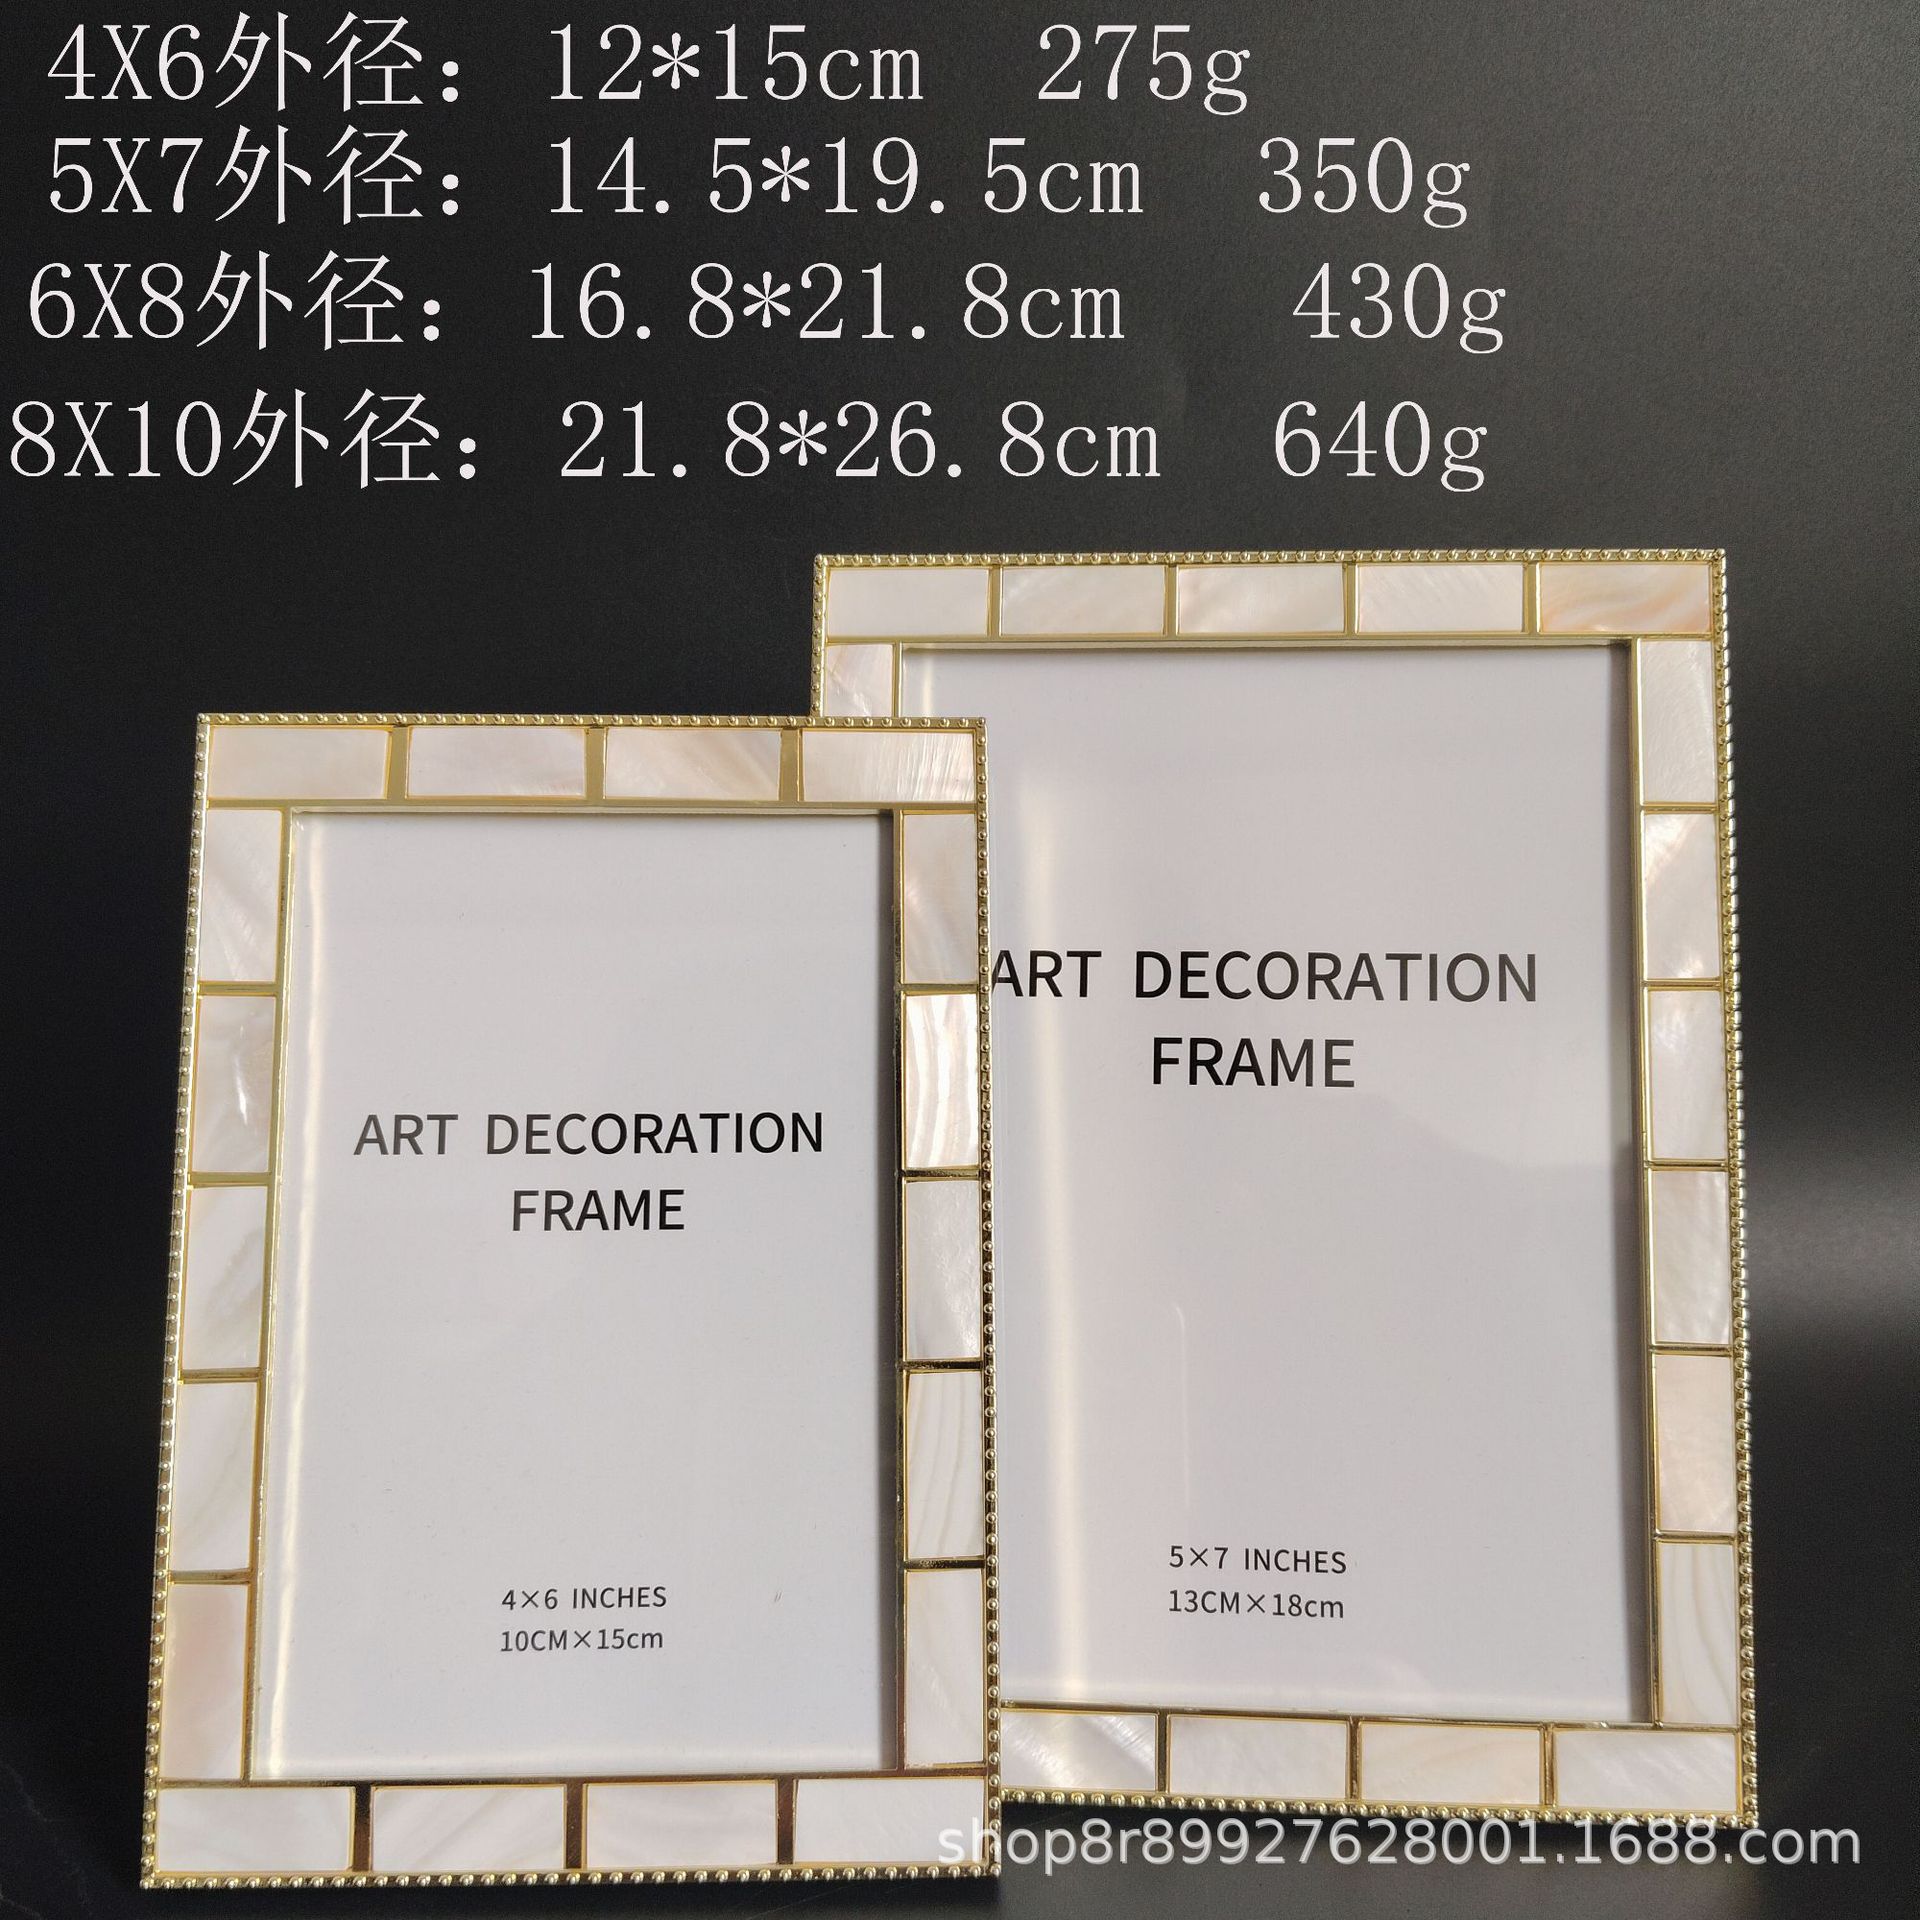 4X6外径：12*15cm 275g
5X7外径：14.5*19.5cm 350g
6X8外径：16.8*21.8cm 430g
8X10外径：21.8*26.8cm 640g
ART DECORATION
FRAME
4×6 INCHES
10CM×15cm
ART DECORATION
FRAME
5×7 INCHES
13CM×18cm
shop8r89927628001.1688.com